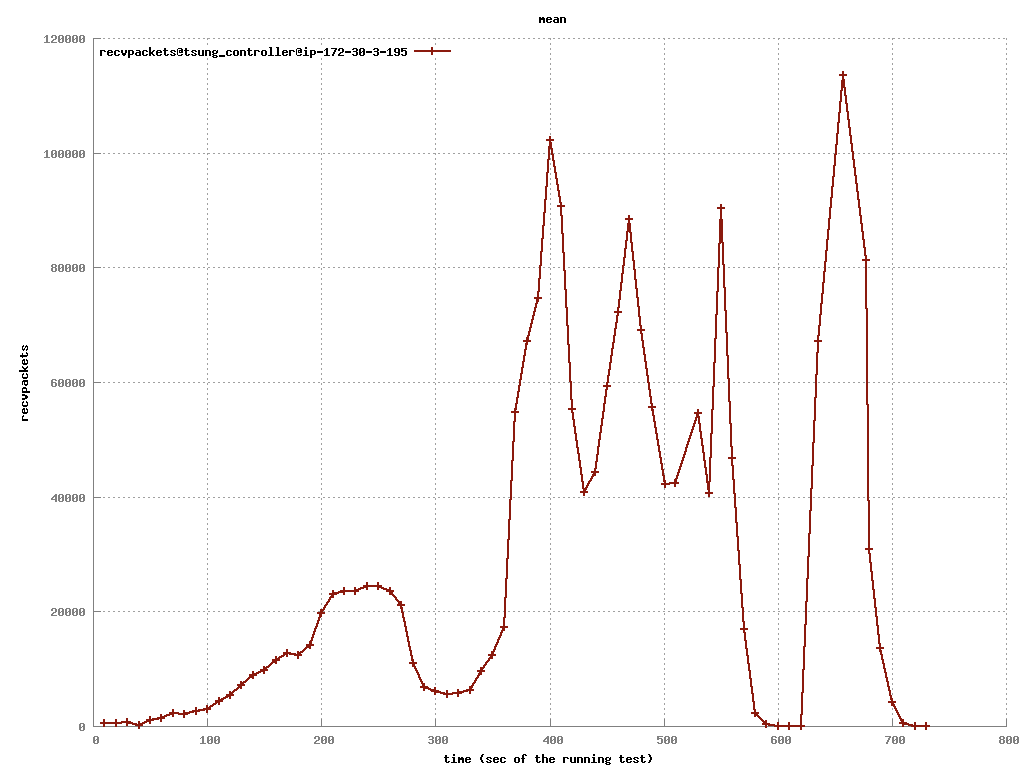 mean
recvpackets@tsung_controller@ip-172-30-3-195
120000
100000
80000
60000
40000
20000
0
recvpackets
0 100 200 300 400 500 600 700 800
time (sec of the running test)